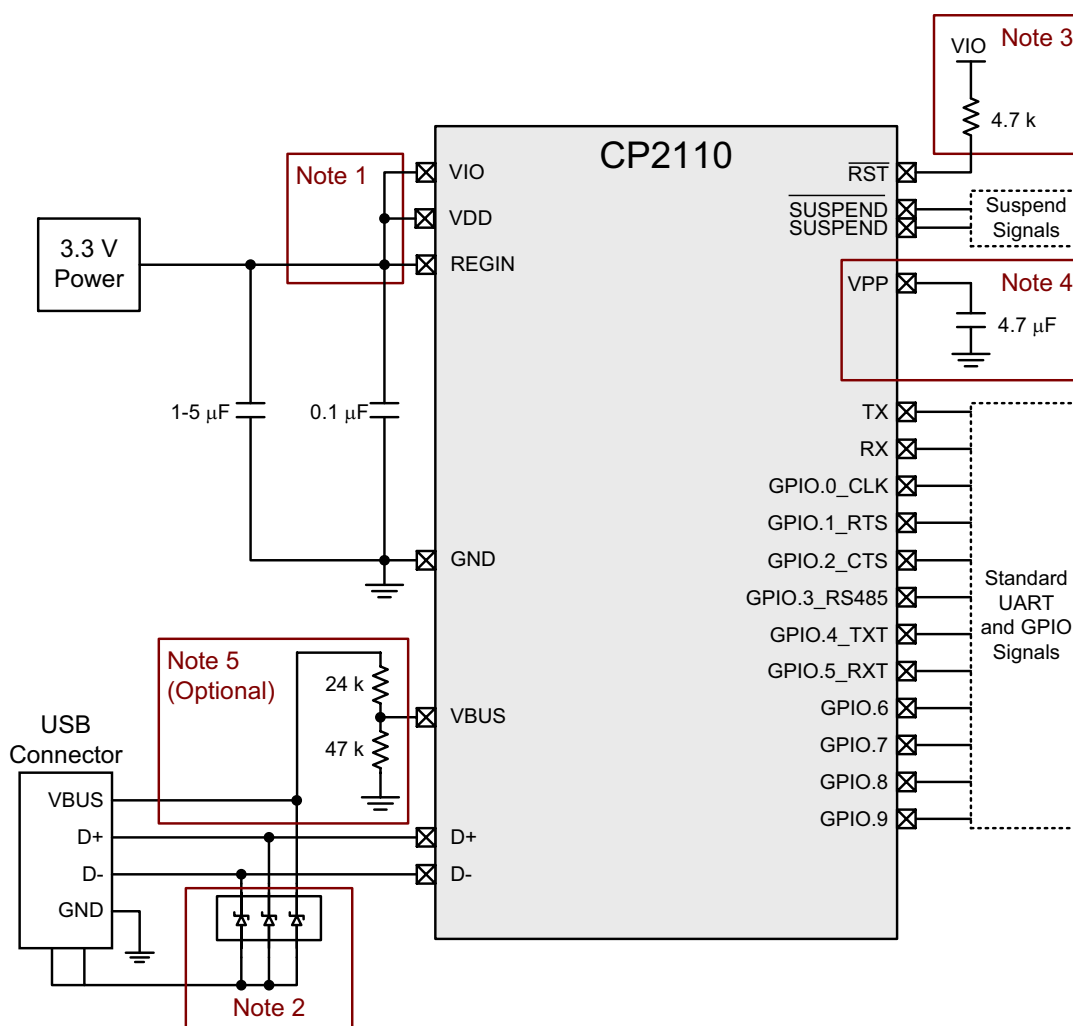 CP2110
Note 3
VIO
4.7 k
Note 1
VIO
VDD
REGIN
3.3 V
Power
RST
SUSPEND
SUSPEND
Suspend
Signals
VPP
Note 4
4.7 μF
1-5 μF
0.1 μF
GND
TX
RX
GPIO.0_CLK
GPIO.1_RTS
GPIO.2_CTS
GPIO.3_RS485
GPIO.4_TXT
GPIO.5_RXT
GPIO.6
GPIO.7
GPIO.8
GPIO.9
Standard
UART
and GPIO
Signals
Note 5
(Optional)
24 k
47 k
VBUS
USB
Connector
VBUS
D+
D-
GND
D+
D-
Note 2